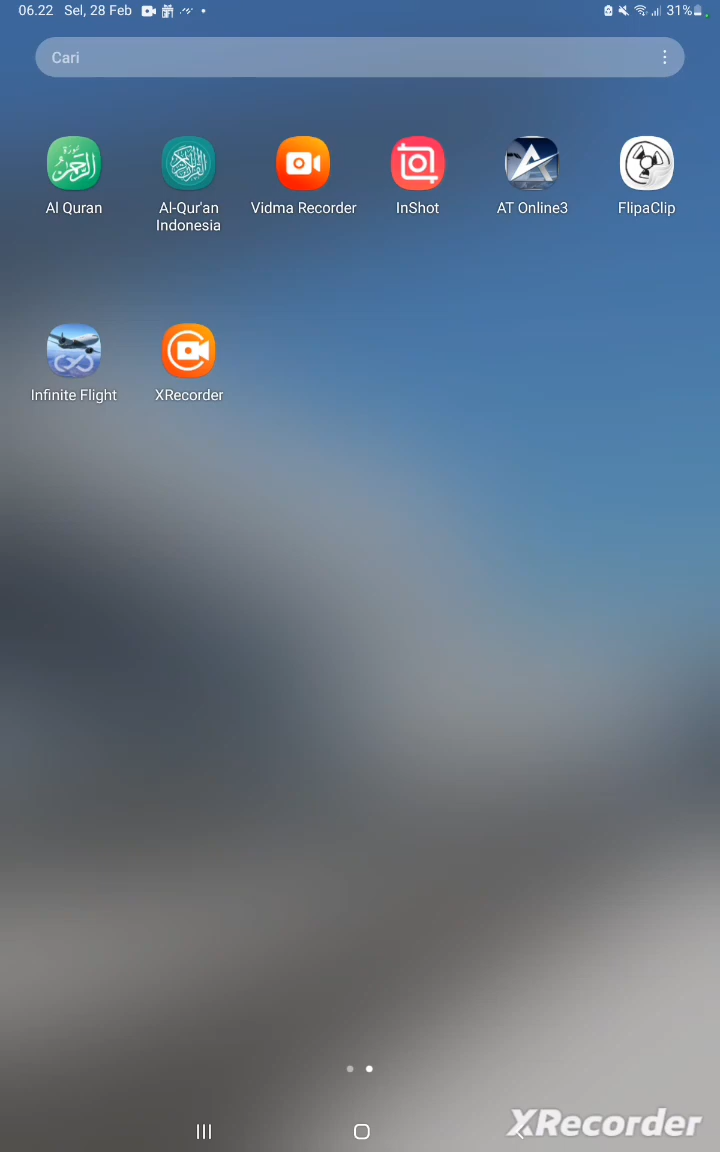 06.22 Sel, 28 Feb
31%
Cari
Al Quran
Al-Qur'an
Indonesia
Vidma Recorder
InShot
AT Online3
FlipaClip
Infinite Flight
XRecorder
XRecorder